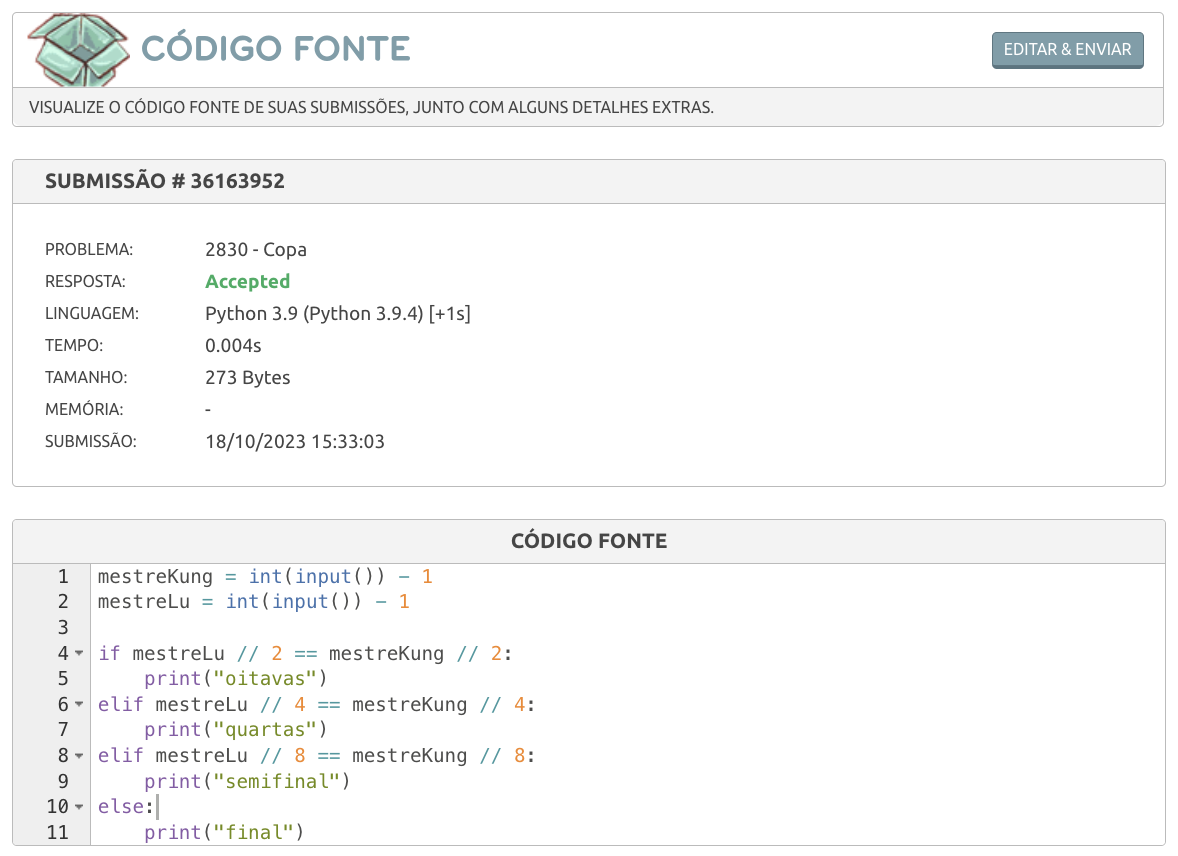 CÓDIGO FONTE
EDITAR & ENVIAR
VISUALIZE O CÓDIGO FONTE DE SUAS SUBMISSÕES, JUNTO COM ALGUNS DETALHES EXTRAS.
SUBMISSÃO # 36163952
PROBLEMA: 2830 - Copa
RESPOSTA: Accepted
LINGUAGEM: Python 3.9 (Python 3.9.4) [+1s]
TEMPO: 0.004s
TAMANHO: 273 Bytes
MEMÓRIA: -
SUBMISSÃO: 18/10/2023 15:33:03
CÓDIGO FONTE
1 mestreKung = int(input()) - 1
2 mestreLu = int(input()) - 1
3
4 if mestreLu // 2 == mestreKung // 2:
5     print("oitavas")
6 elif mestreLu // 4 == mestreKung // 4:
7     print("quartas")
8 elif mestreLu // 8 == mestreKung // 8:
9     print("semifinal")
10 else:
11     print("final")